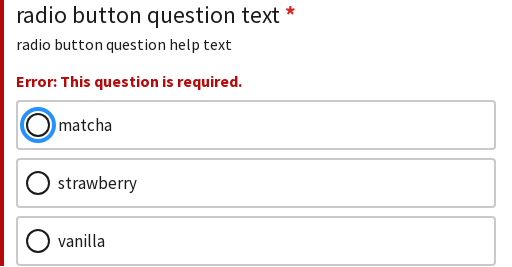 radio button question text *
radio button question help text
Error: This question is required.
matcha
strawberry
vanilla